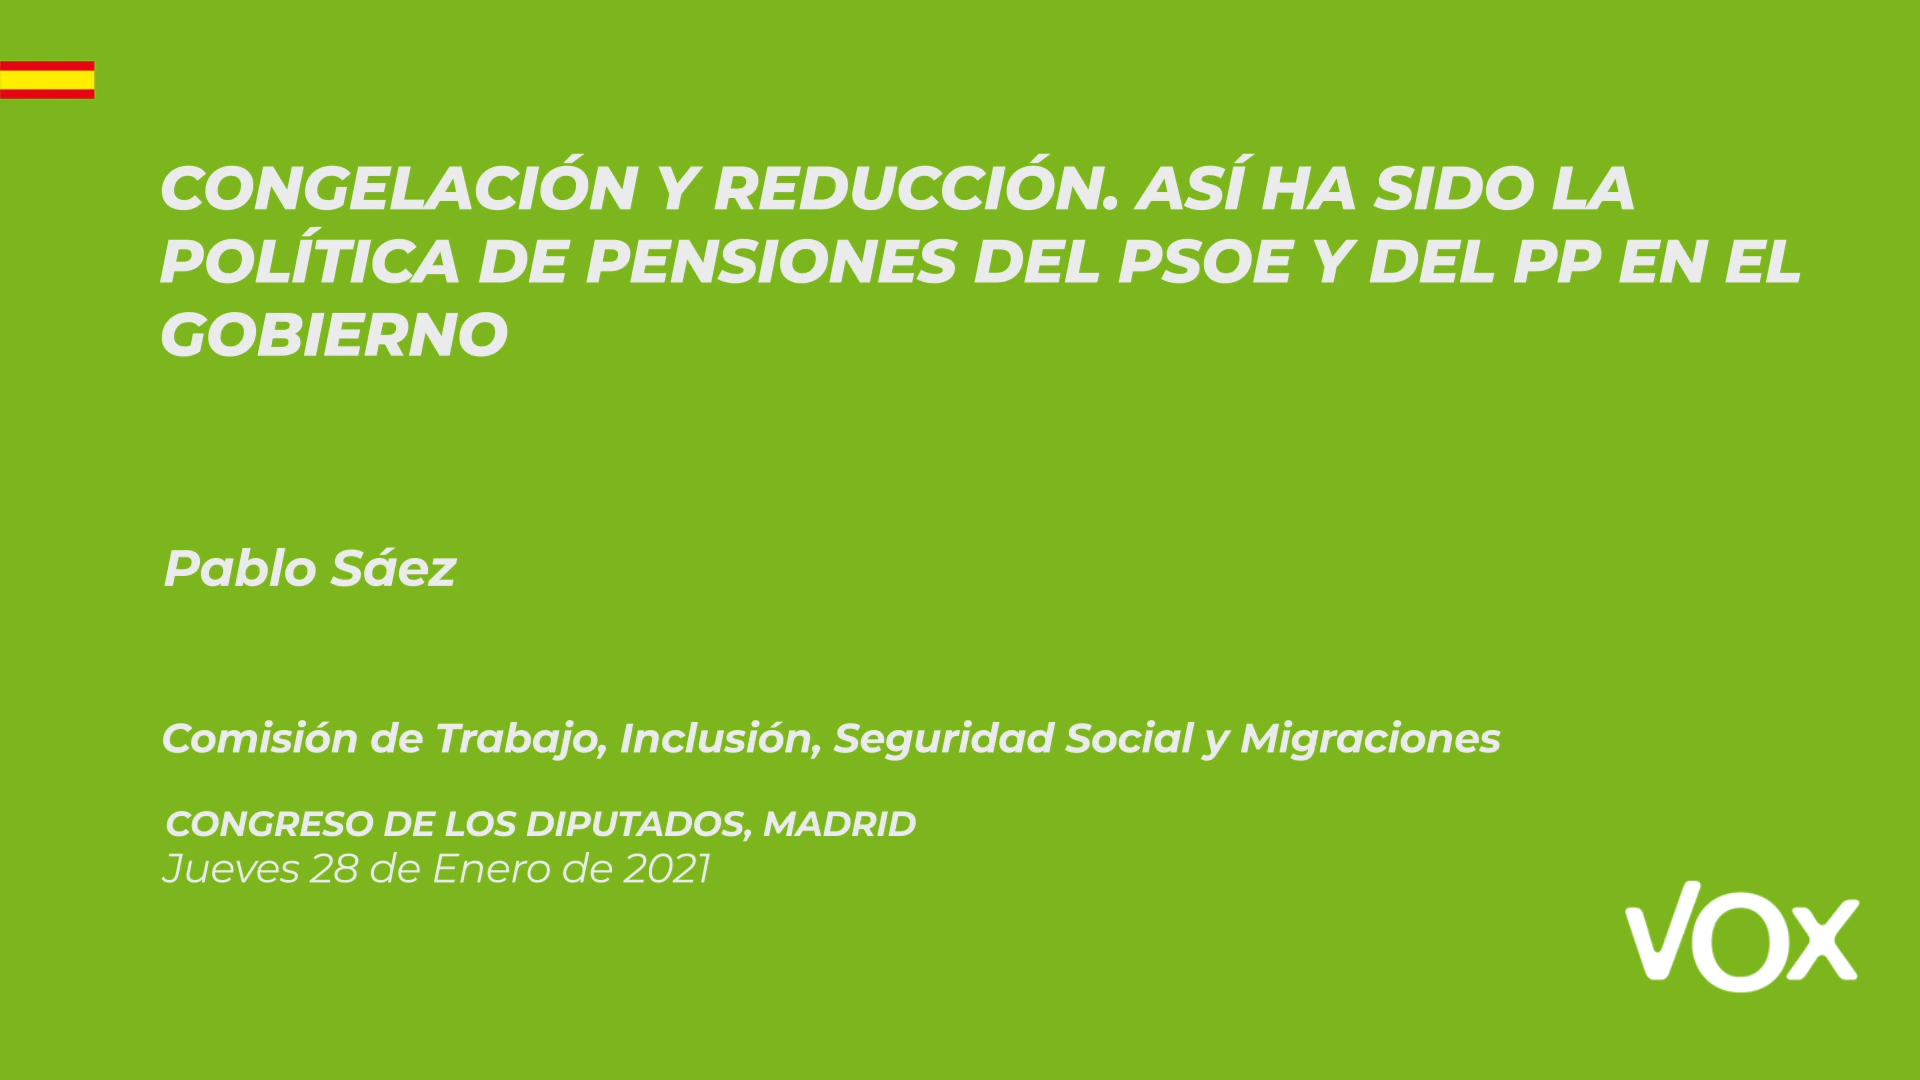 CONGELACIÓN Y REDUCCIÓN. ASÍ HA SIDO LA
POLÍTICA DE PENSIONES DEL PSOE Y DEL PP EN EL
GOBIERNO
Pablo Sáez
Comisión de Trabajo, Inclusión, Seguridad Social y Migraciones
CONGRESO DE LOS DIPUTADOS, MADRID
Jueves 28 de Enero de 2021
VOX